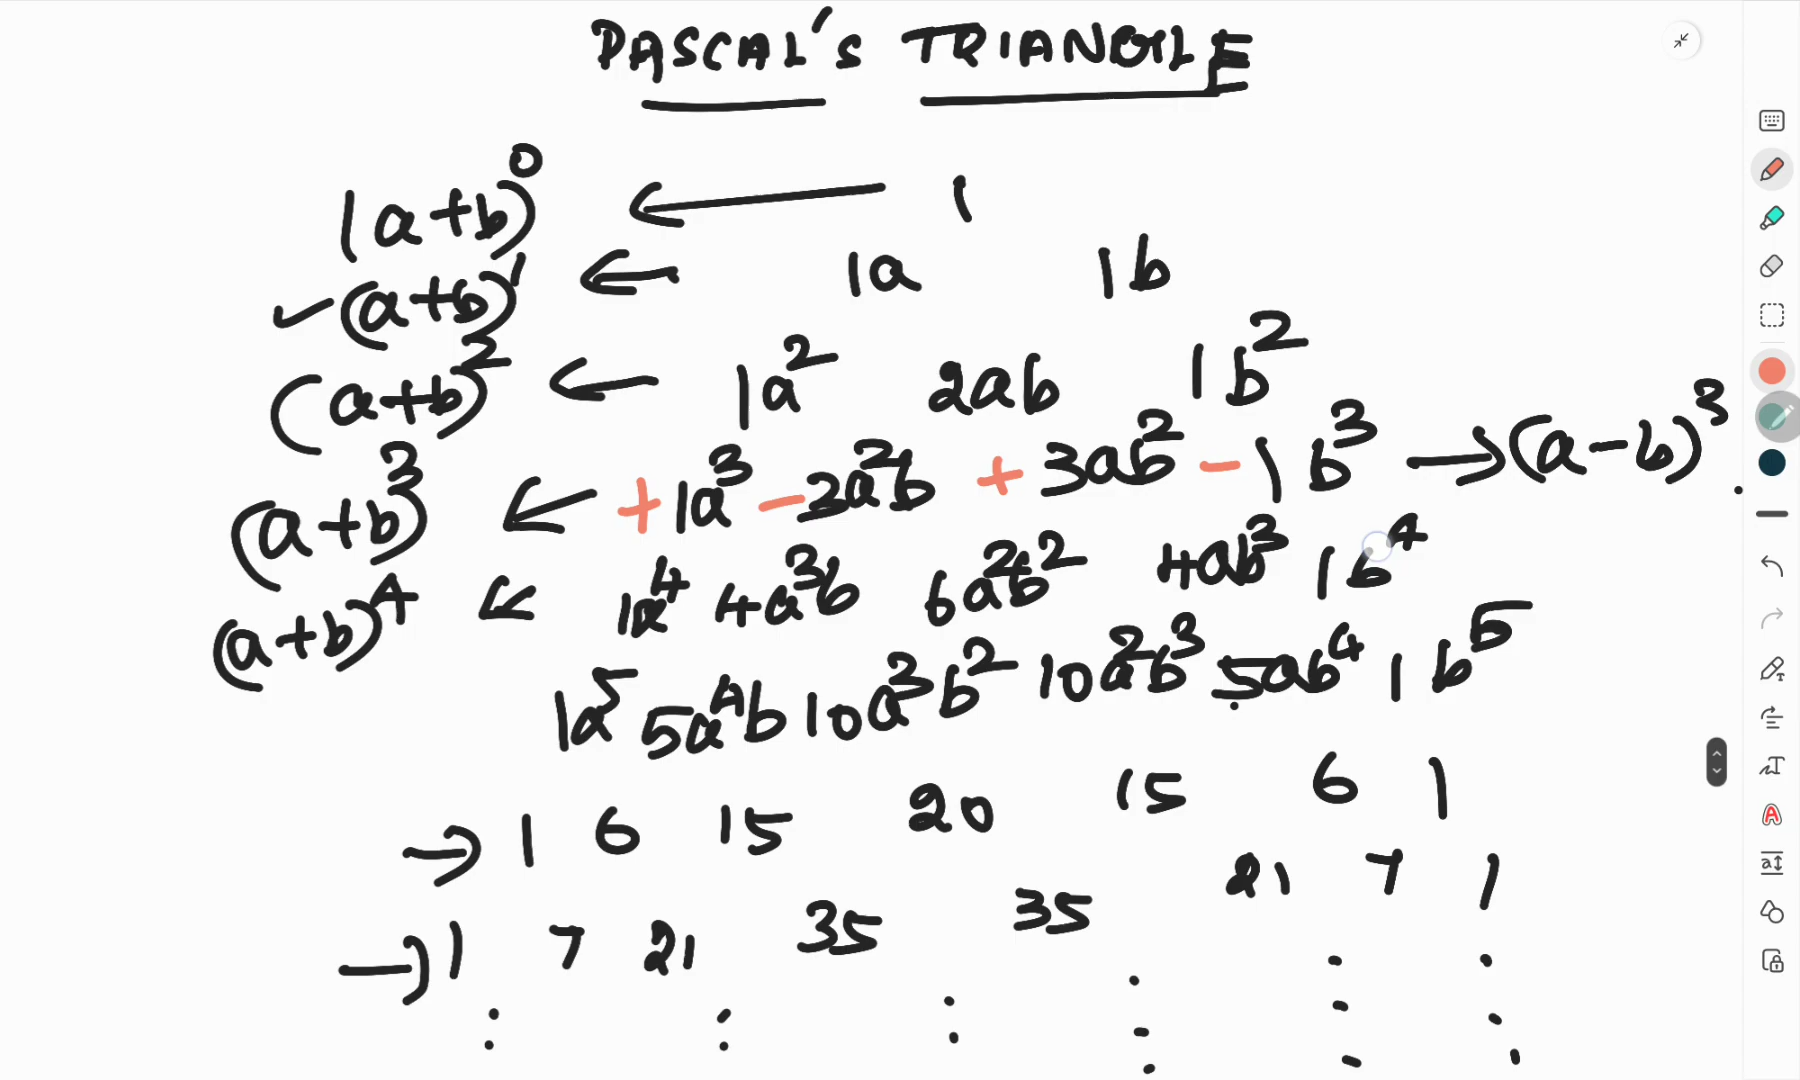 PASCAL's TRIANGLE
(a+b)⁰ ← 1
✓(a+b)¹ ← 1a 1b
(a+b)² ← 1a² 2ab 1b²
(a+b)³ ← +1a³ -3a²b +3ab² -1b³ →(a-b)³
(a+b)⁴ ← 1a⁴ 4a³b 6a²b² 4ab³ 1b⁴
1a⁵ 5a⁴b 10a³b² 10a²b³ 5ab⁴ 1b⁵
→ 1 6 15 20 15 6 1
→ 1 7 21 35 35 21 7 1